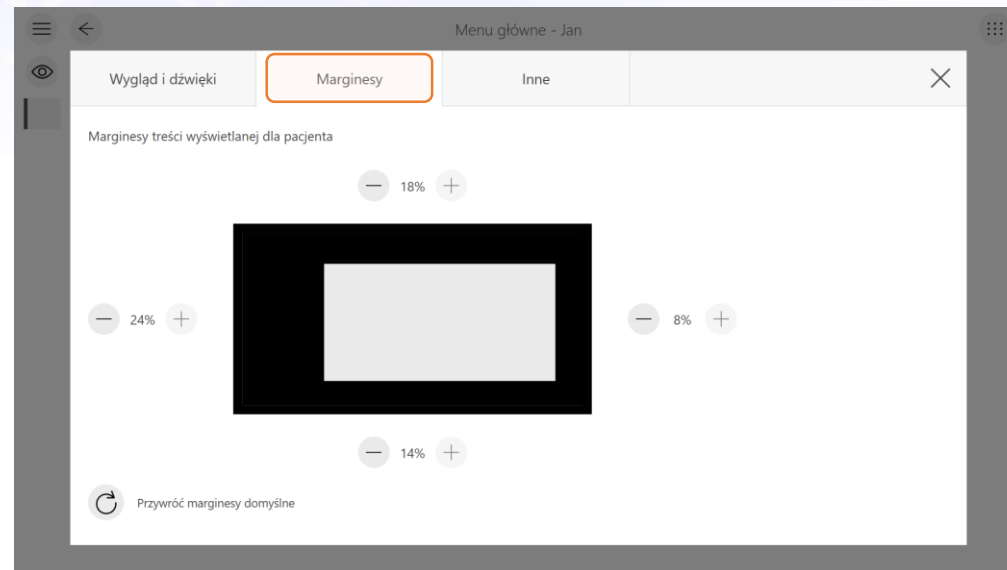 Menu główne - Jan
Wygląd i dźwięki
Marginesy
Inne
Marginesy treści wyświetlanej dla pacjenta
18%
24%
8%
14%
Przywróć marginesy domyślne